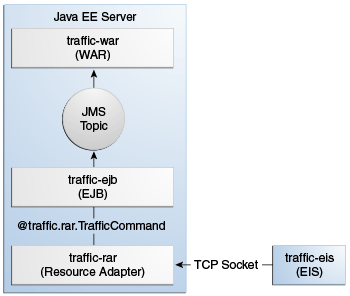 Java EE Server
traffic-war
(WAR)
JMS
Topic
traffic-ejb
(EJB)
@traffic.rar.TrafficCommand
traffic-rar
(Resource Adapter)
TCP Socket
traffic-eis
(EIS)